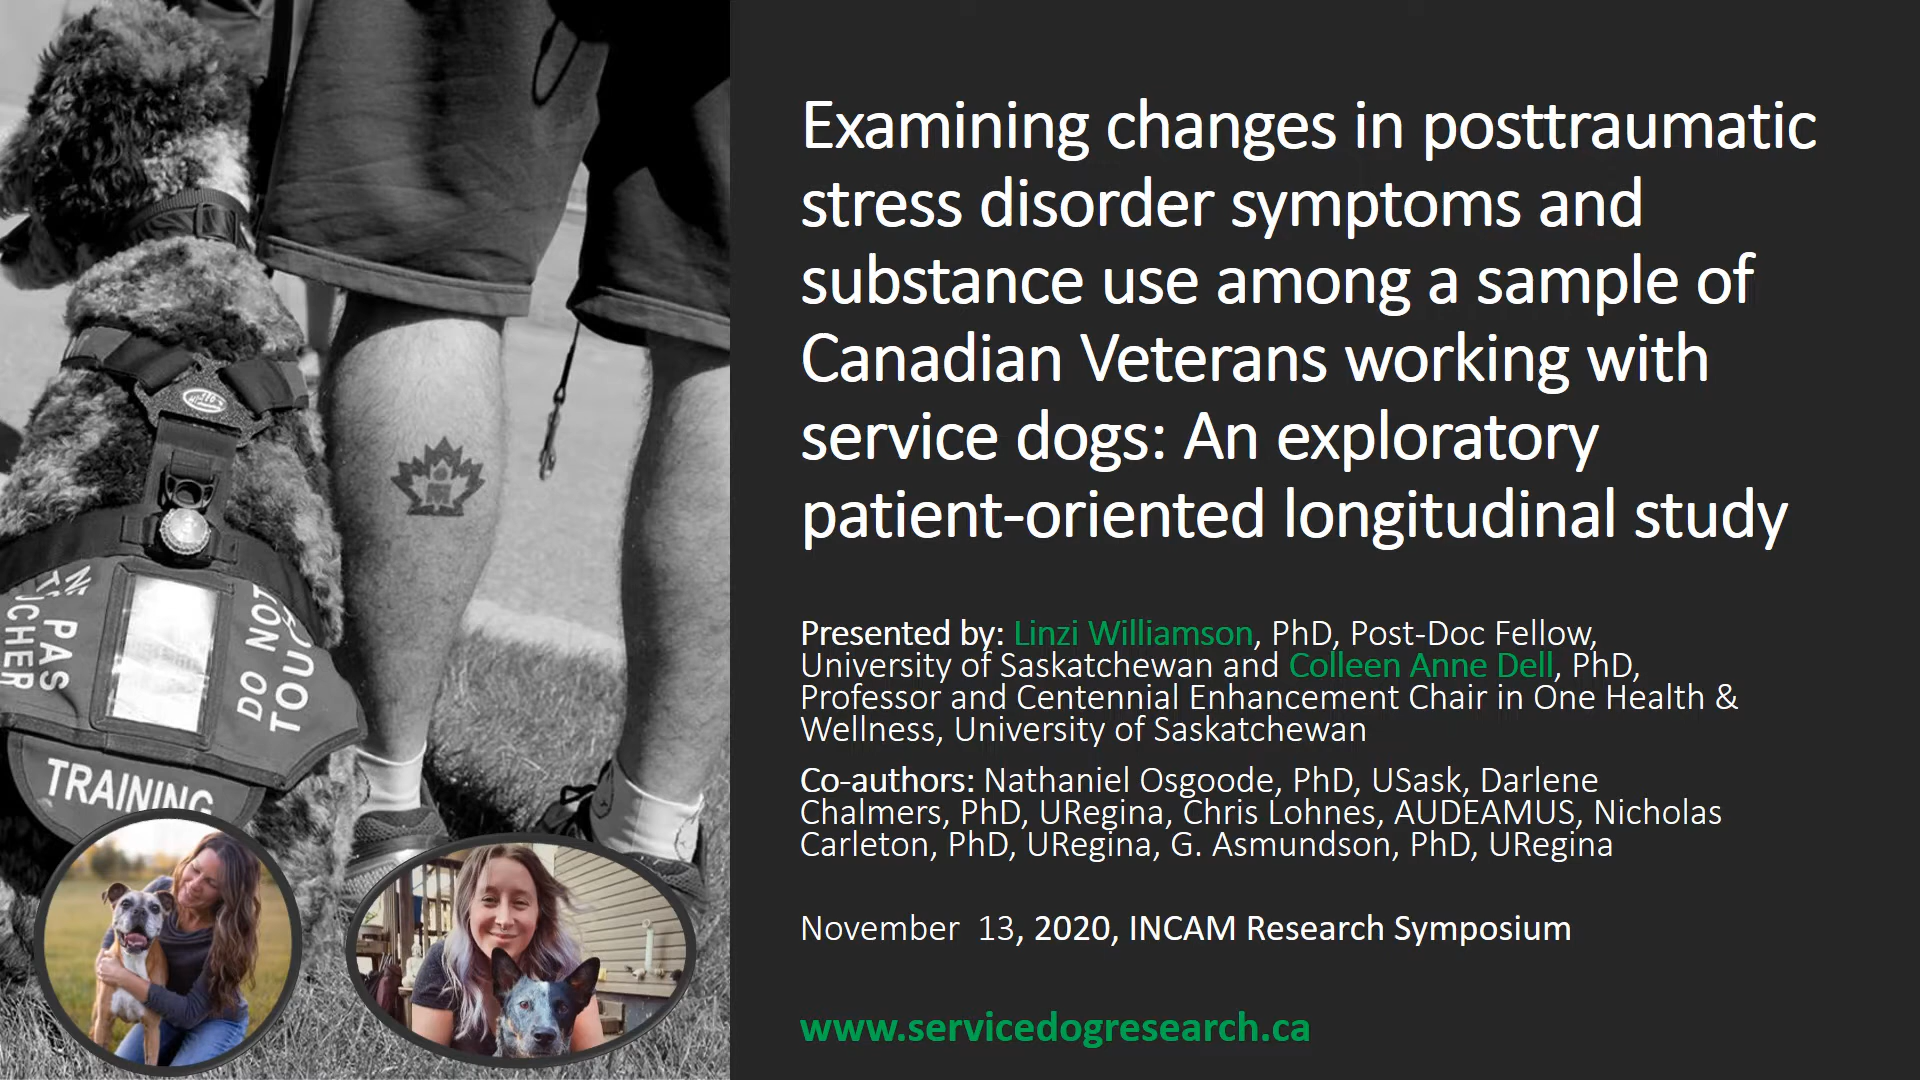 Examining changes in posttraumatic
stress disorder symptoms and
substance use among a sample of
Canadian Veterans working with
service dogs: An exploratory
patient-oriented longitudinal study
Presented by: Linzi Williamson, PhD, Post-Doc Fellow,
University of Saskatchewan and Colleen Anne Dell, PhD,
Professor and Centennial Enhancement Chair in One Health &
Wellness, University of Saskatchewan
Co-authors: Nathaniel Osgoode, PhD, USask, Darlene
Chalmers, PhD, URegina, Chris Lohnes, AUDEAMUS, Nicholas
Carleton, PhD, URegina, G. Asmundson, PhD, URegina
November 13, 2020, INCAM Research Symposium
www.servicedogresearch.ca
PAS
DO NOT
TRAINING